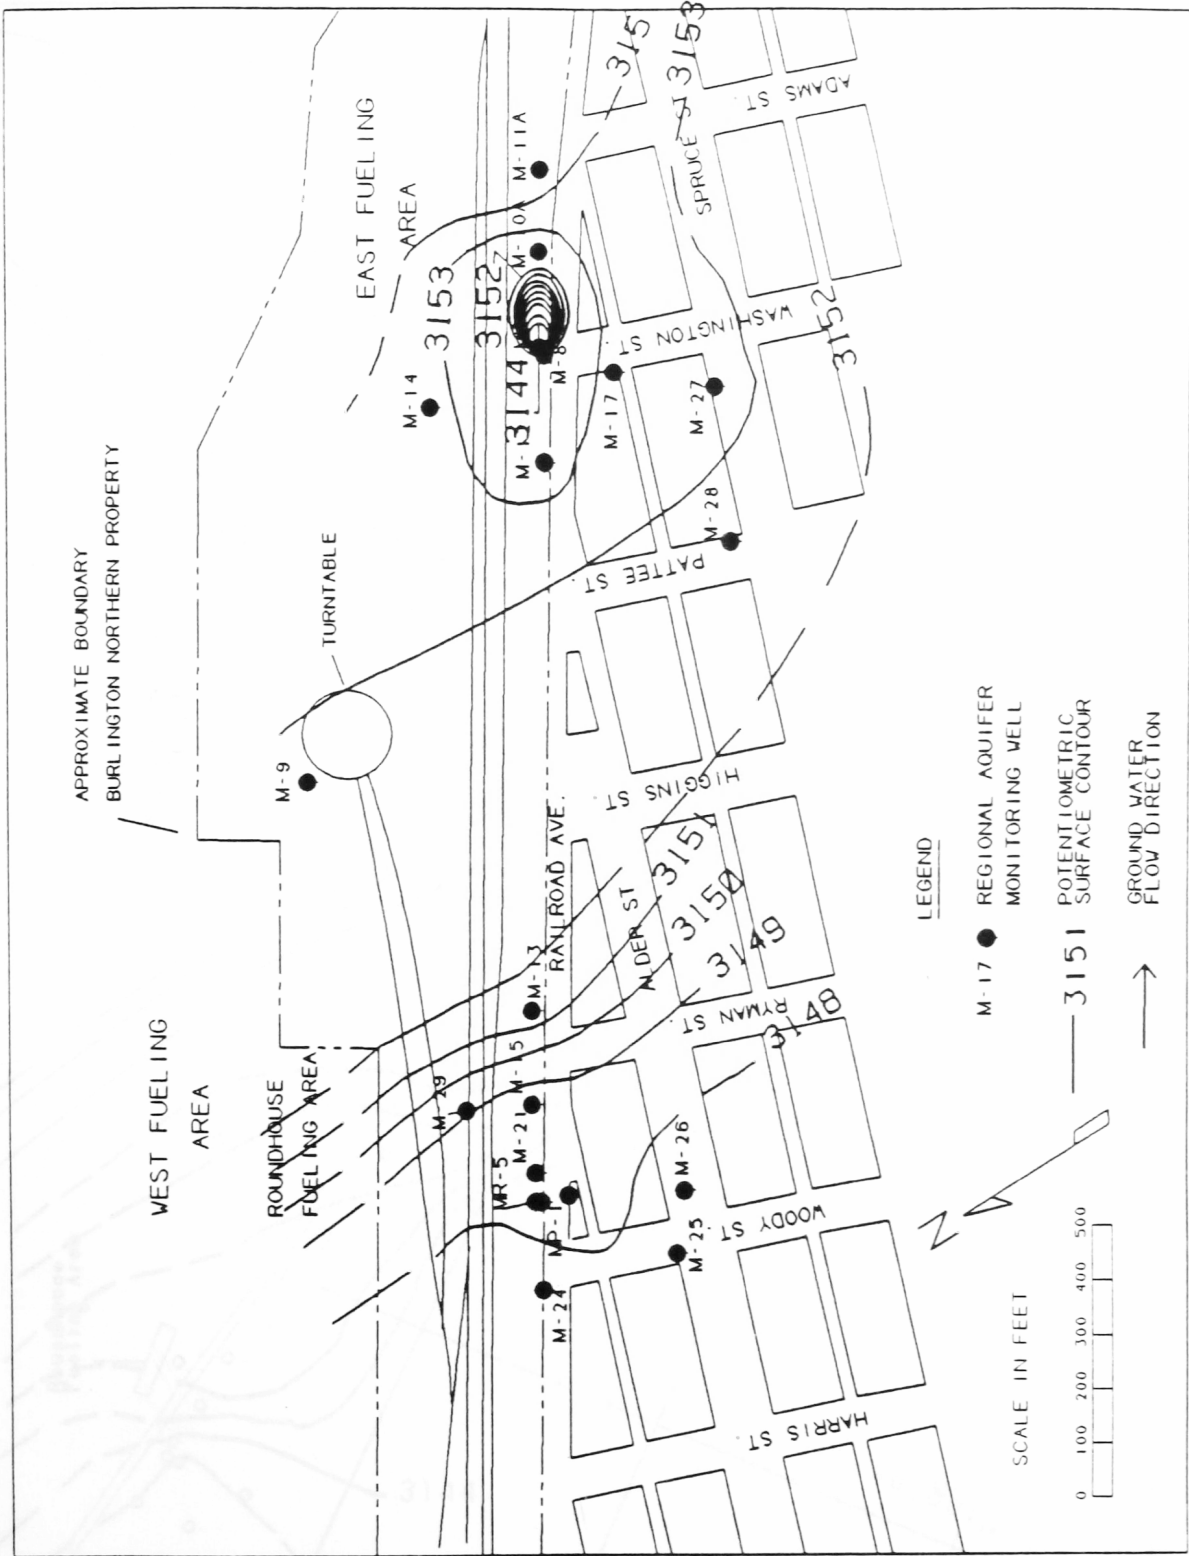 APPROXIMATE BOUNDARY
BURLINGTON NORTHERN PROPERTY
WEST FUELING
AREA
EAST FUELING
AREA
ROUNDHOUSE
FUELING AREA
TURNTABLE
M-9
M-14
M-11A
3153
3152
3144
M-8
M-17
M-27
M-28
M-13
M-15
M-21
M-29
M-24
M-25
M-26
RAILROAD AVE.
ALDER ST
SPRUCE ST
3153
3152
3151
3150
3149
3148
HARRIS ST.
WOODY ST.
RYMAN ST.
HIGGINS ST.
PATTEE ST.
WASHINGTON ST.
ADAMS ST.
LEGEND
M-17 REGIONAL AQUIFER
MONITORING WELL
3151 POTENTIOMETRIC
SURFACE CONTOUR
GROUND WATER
FLOW DIRECTION
N
SCALE IN FEET
0 100 200 300 400 500